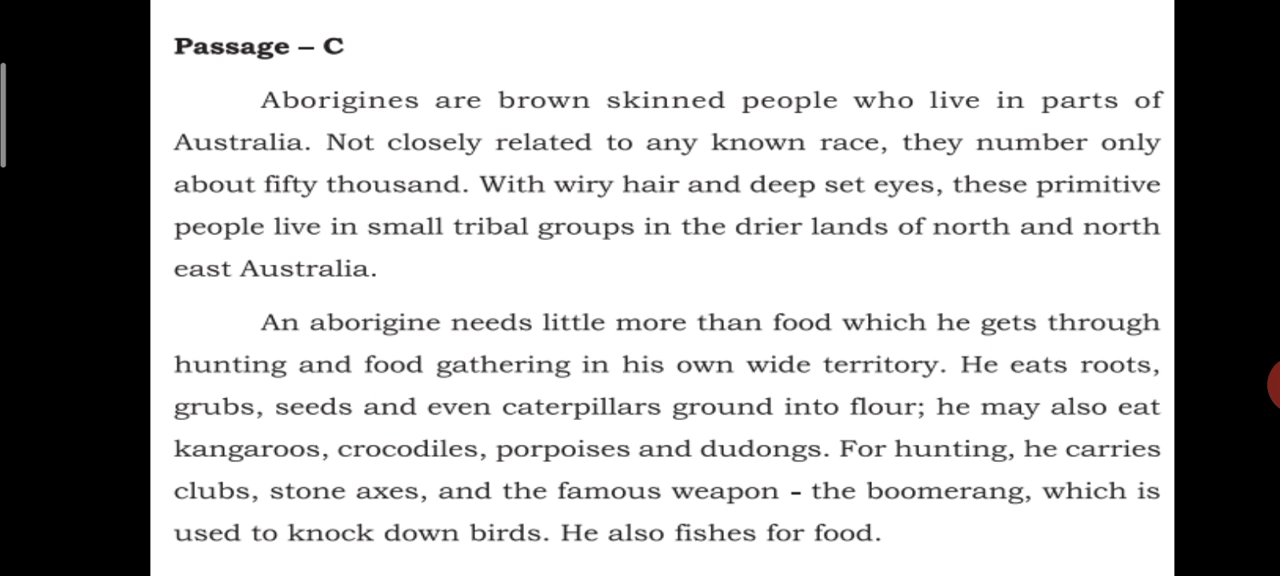 Passage – C
Aborigines are brown skinned people who live in parts of
Australia. Not closely related to any known race, they number only
about fifty thousand. With wiry hair and deep set eyes, these primitive
people live in small tribal groups in the drier lands of north and north
east Australia.
An aborigine needs little more than food which he gets through
hunting and food gathering in his own wide territory. He eats roots,
grubs, seeds and even caterpillars ground into flour; he may also eat
kangaroos, crocodiles, porpoises and dudongs. For hunting, he carries
clubs, stone axes, and the famous weapon - the boomerang, which is
used to knock down birds. He also fishes for food.